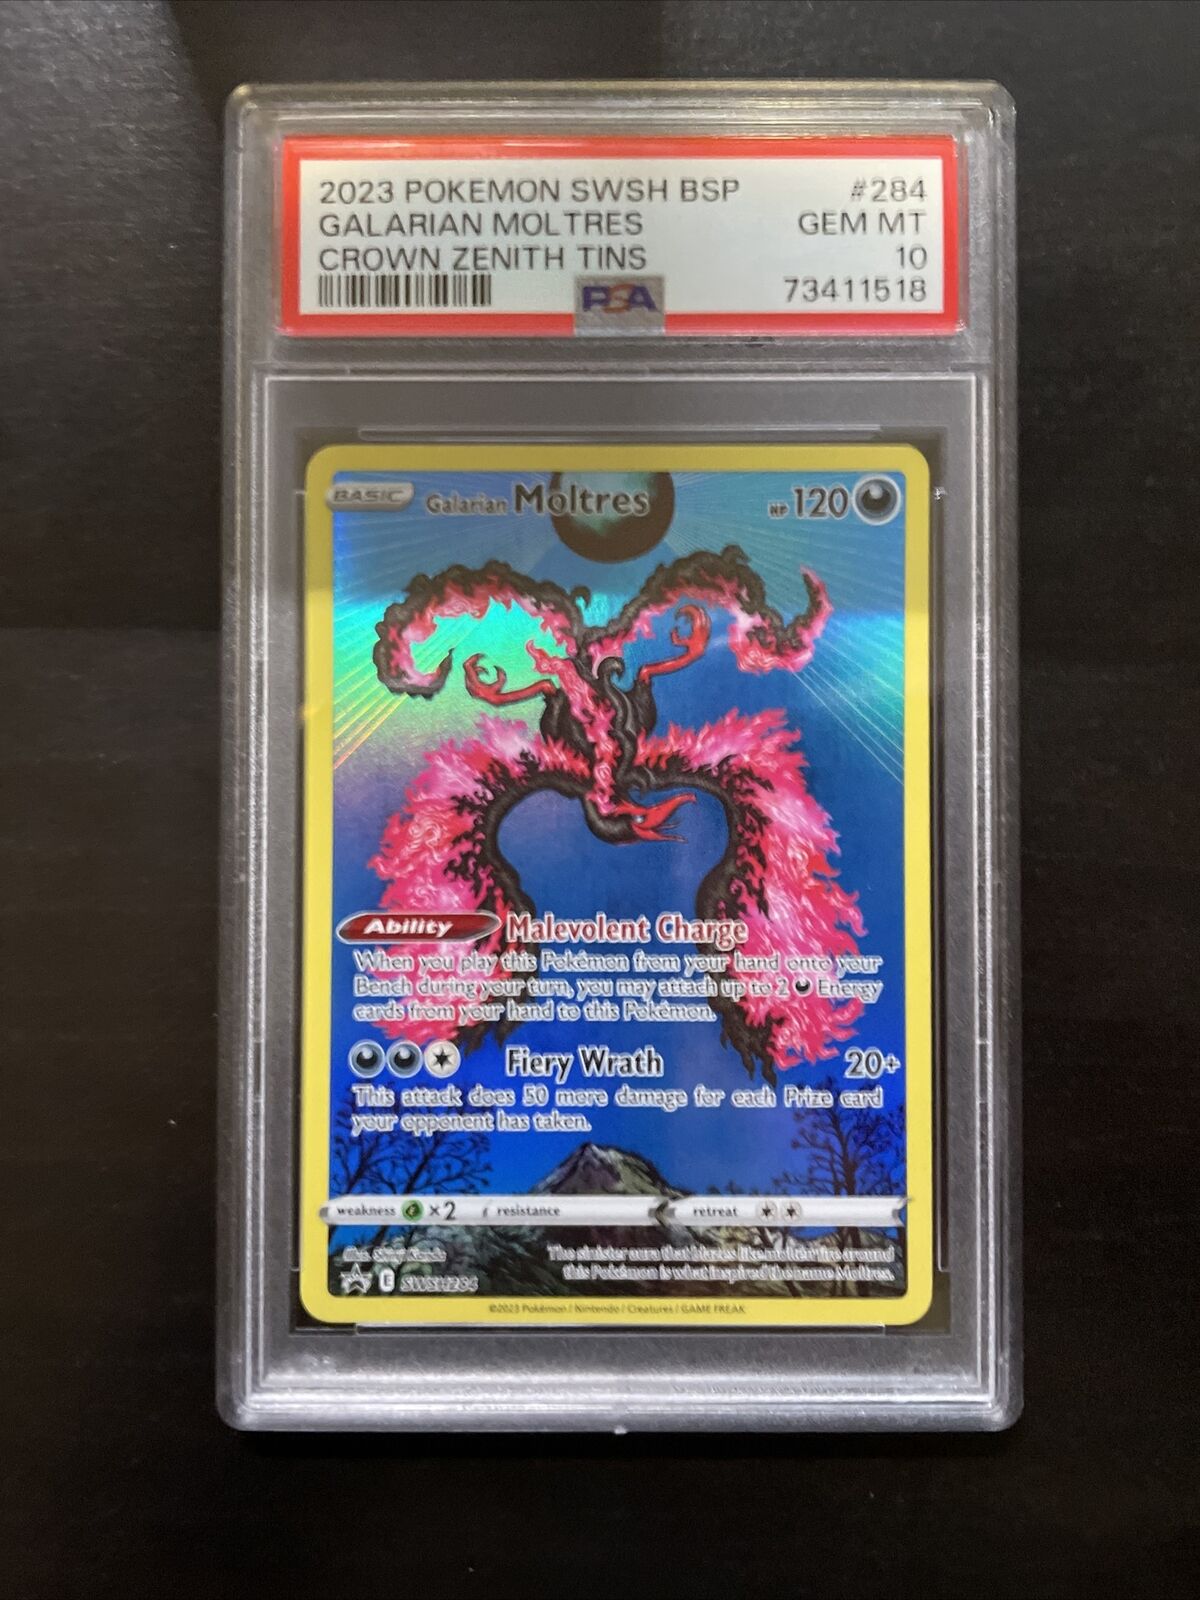 2023 POKEMON SWSH BSP #284
GALARIAN MOLTRES GEM MT
CROWN ZENITH TINS 10
PSA 73411518
BASIC Galarian Moltres HP 120
Ability Malevolent Charge
When you play this Pokémon from your hand onto your
Bench during your turn, you may attach up to 2 Energy
cards from your hand to this Pokémon.
Fiery Wrath 20+
This attack does 50 more damage for each Prize card
your opponent has taken.
weakness ×2 resistance retreat
Illus.
The sinister aura that blazes like molten fire around
this Pokémon is what inspired the name Moltres.
E SWSH284
©2023 Pokémon / Nintendo / Creatures / GAME FREAK